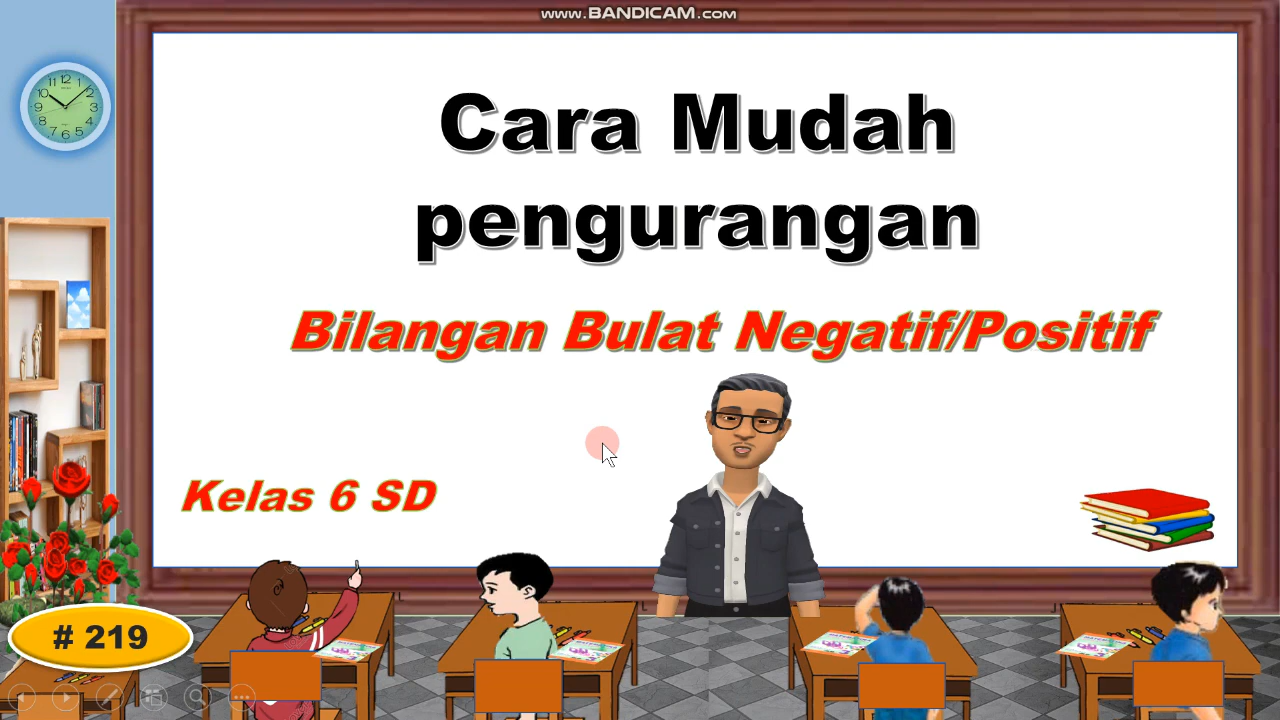 www.BANDICAM.com
Cara Mudah
pengurangan
Bilangan Bulat Negatif/Positif
Kelas 6 SD
# 219